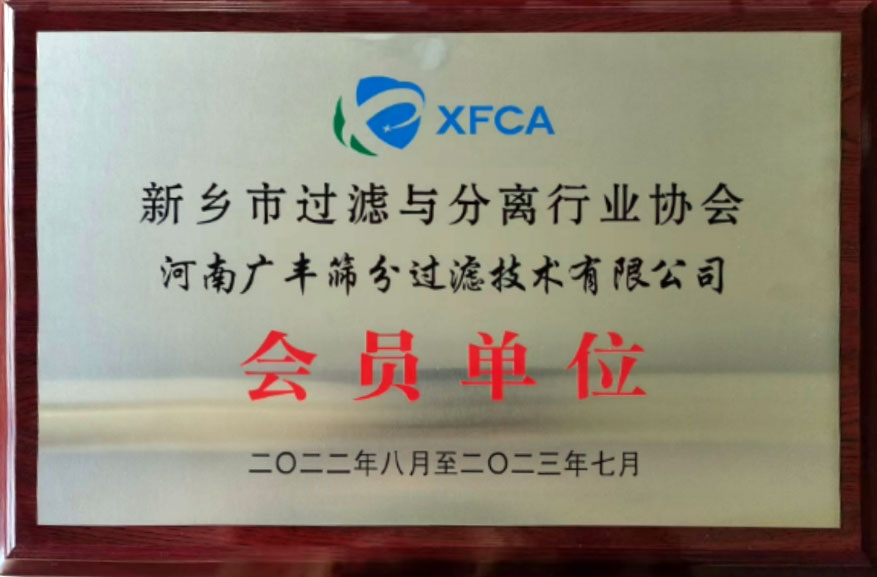 XFCA
新乡市过滤与分离行业协会
河南广丰筛分过滤技术有限公司
会员单位
二〇二二年八月至二〇二三年七月